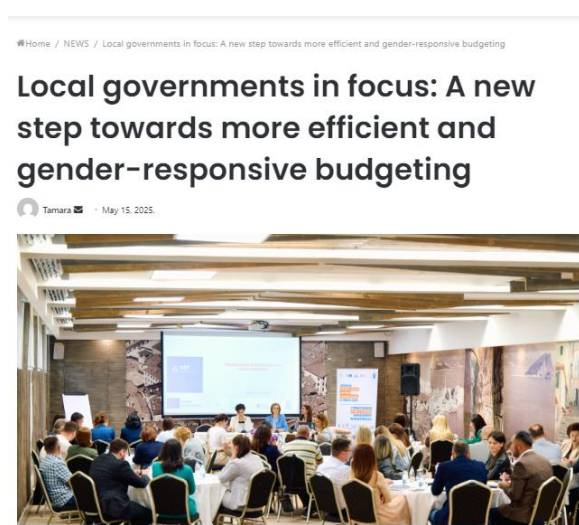 Home / NEWS / Local governments in focus: A new step towards more efficient and gender-responsive budgeting
Local governments in focus: A new
step towards more efficient and
gender-responsive budgeting
Tamara · May 15, 2025.